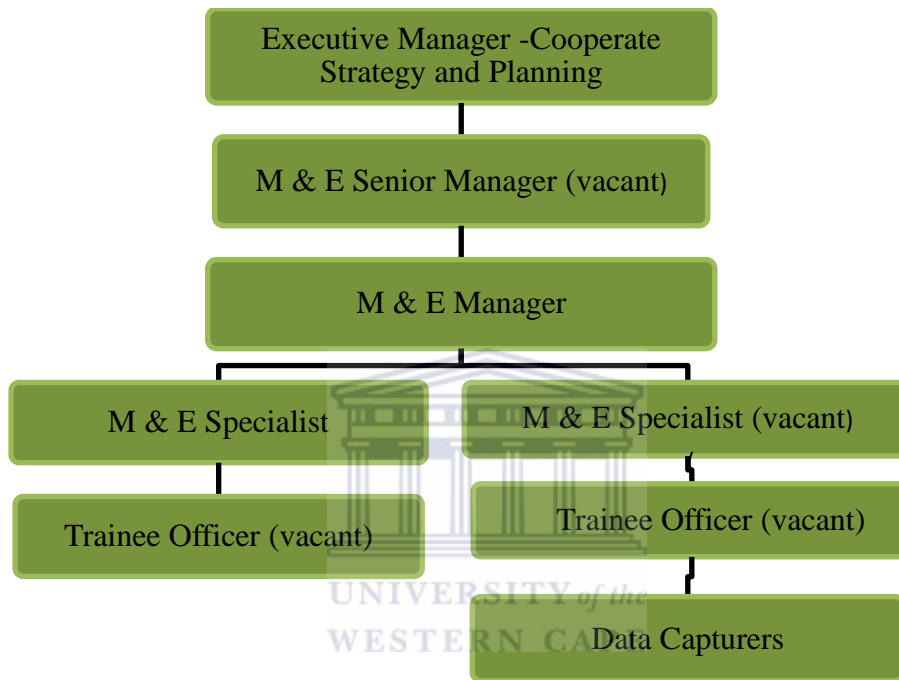 Executive Manager -Cooperate
Strategy and Planning
M & E Senior Manager (vacant)
M & E Manager
M & E Specialist
M & E Specialist (vacant)
Trainee Officer (vacant)
Trainee Officer (vacant)
UNIVERSITY of the
WESTERN CAPE
Data Capturers